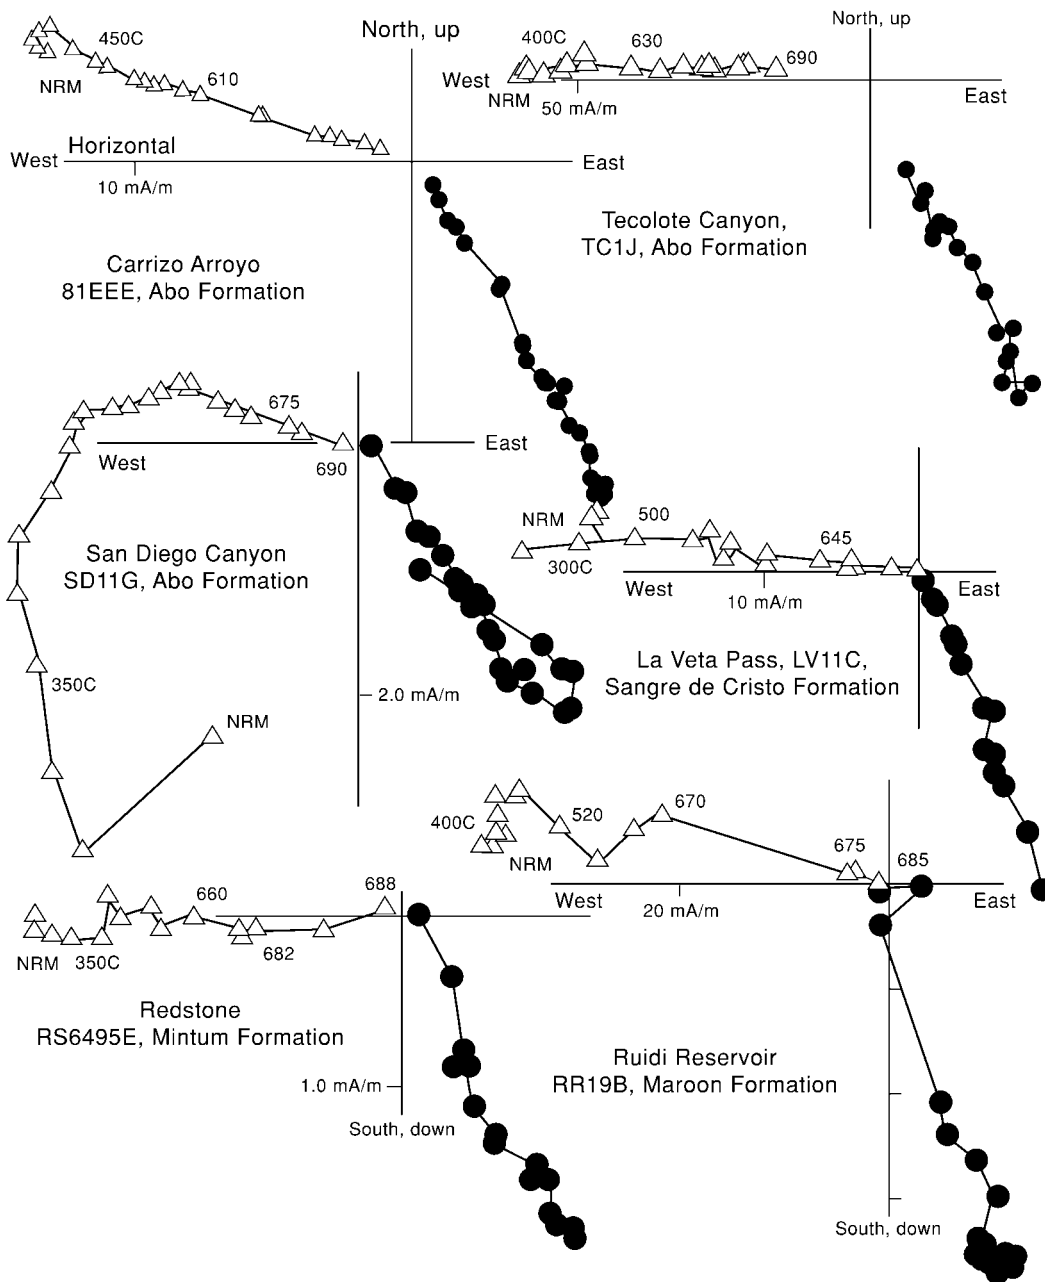 North, up
450C
610
NRM
West
Horizontal
East
10 mA/m
Carrizo Arroyo
81EEE, Abo Formation
North, up
400C
630
690
West
NRM
50 mA/m
East
Tecolote Canyon,
TC1J, Abo Formation
675
East
West
690
San Diego Canyon
SD11G, Abo Formation
350C
2.0 mA/m
NRM
NRM
500
645
300C
West
10 mA/m
East
La Veta Pass, LV11C,
Sangre de Cristo Formation
670
400C
520
NRM
675
685
West
20 mA/m
East
Ruidi Reservoir
RR19B, Maroon Formation
South, down
688
660
NRM
350C
682
Redstone
RS6495E, Mintum Formation
1.0 mA/m
South, down